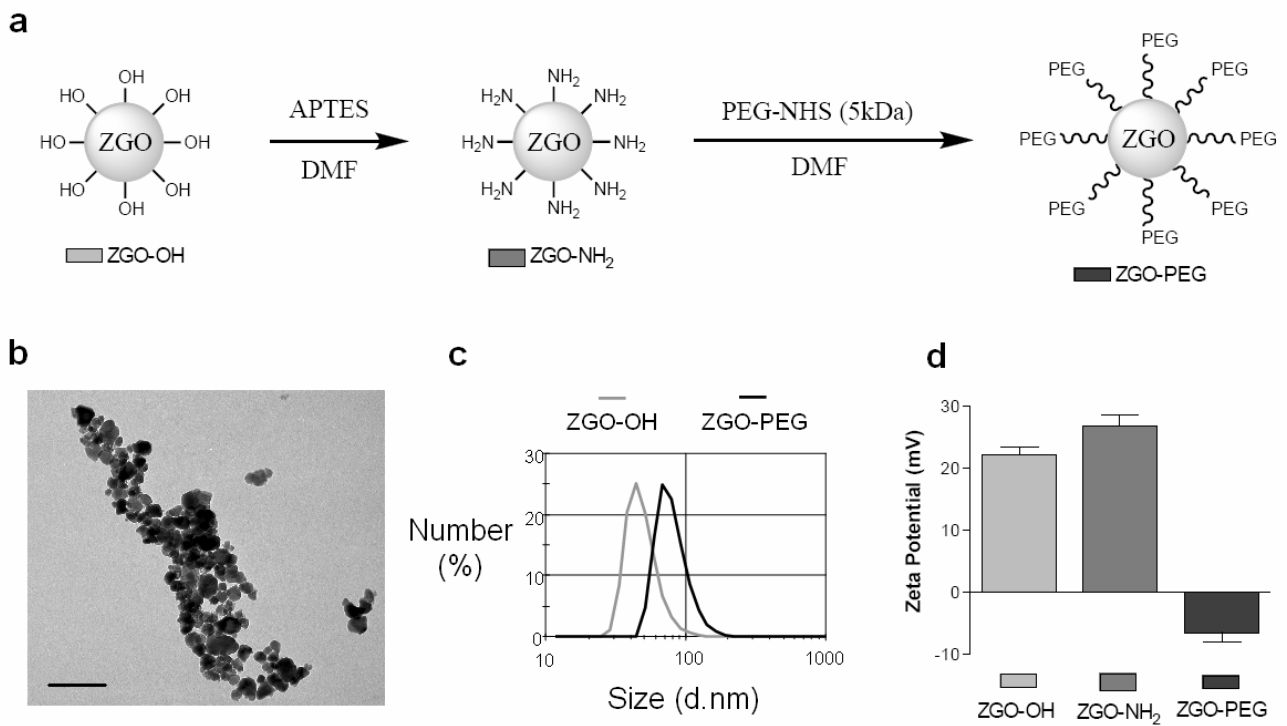 a
OH
HO OH
HO ZGO OH
HO OH
OH
ZGO-OH
APTES
DMF
NH2
H2N NH2
H2N ZGO NH2
H2N NH2
NH2
ZGO-NH2
PEG-NHS (5kDa)
DMF
PEG
PEG PEG
PEG ZGO PEG
PEG PEG
PEG
ZGO-PEG
b
c
ZGO-OH ZGO-PEG
Number
(%)
30
20
10
0
10 100 1000
Size (d.nm)
d
Zeta Potential (mV)
30
20
10
0
-10
ZGO-OH ZGO-NH2 ZGO-PEG